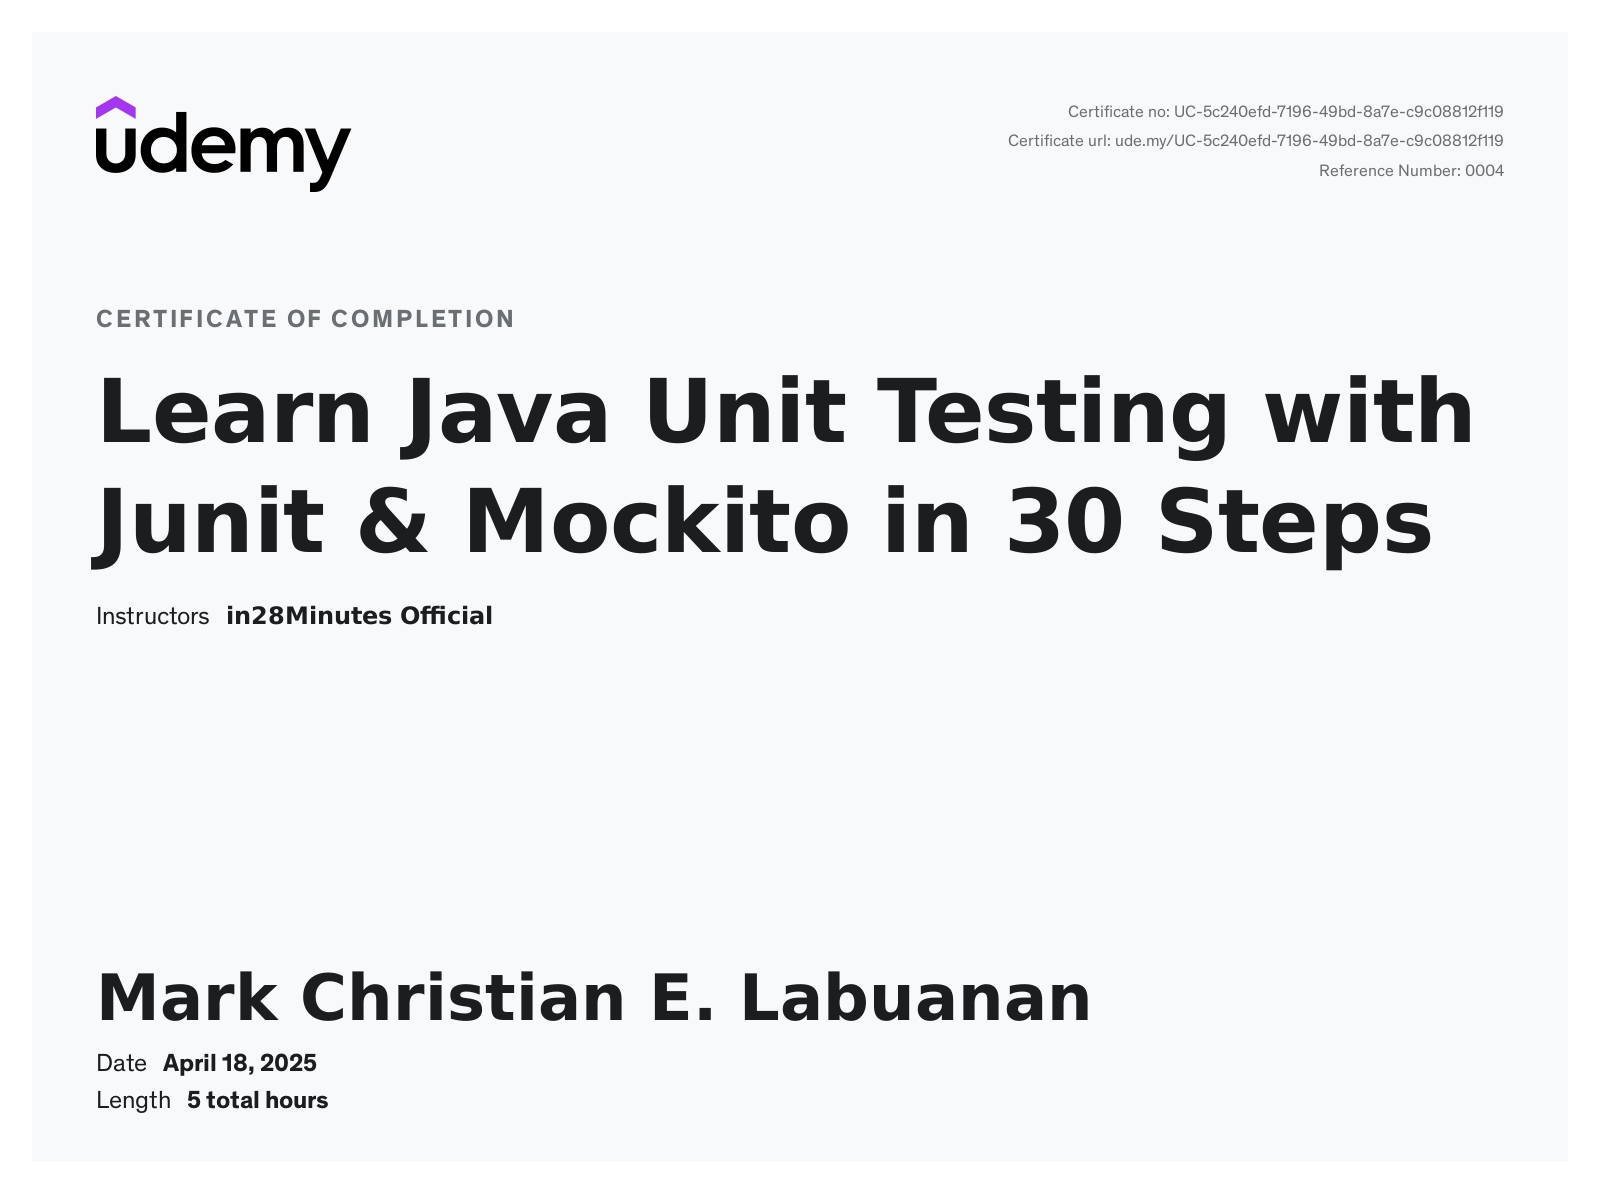 udemy
Certificate no: UC-5c240efd-7196-49bd-8a7e-c9c08812f119
Certificate url: ude.my/UC-5c240efd-7196-49bd-8a7e-c9c08812f119
Reference Number: 0004
CERTIFICATE OF COMPLETION
Learn Java Unit Testing with
Junit & Mockito in 30 Steps
Instructors in28Minutes Official
Mark Christian E. Labuanan
Date April 18, 2025
Length 5 total hours